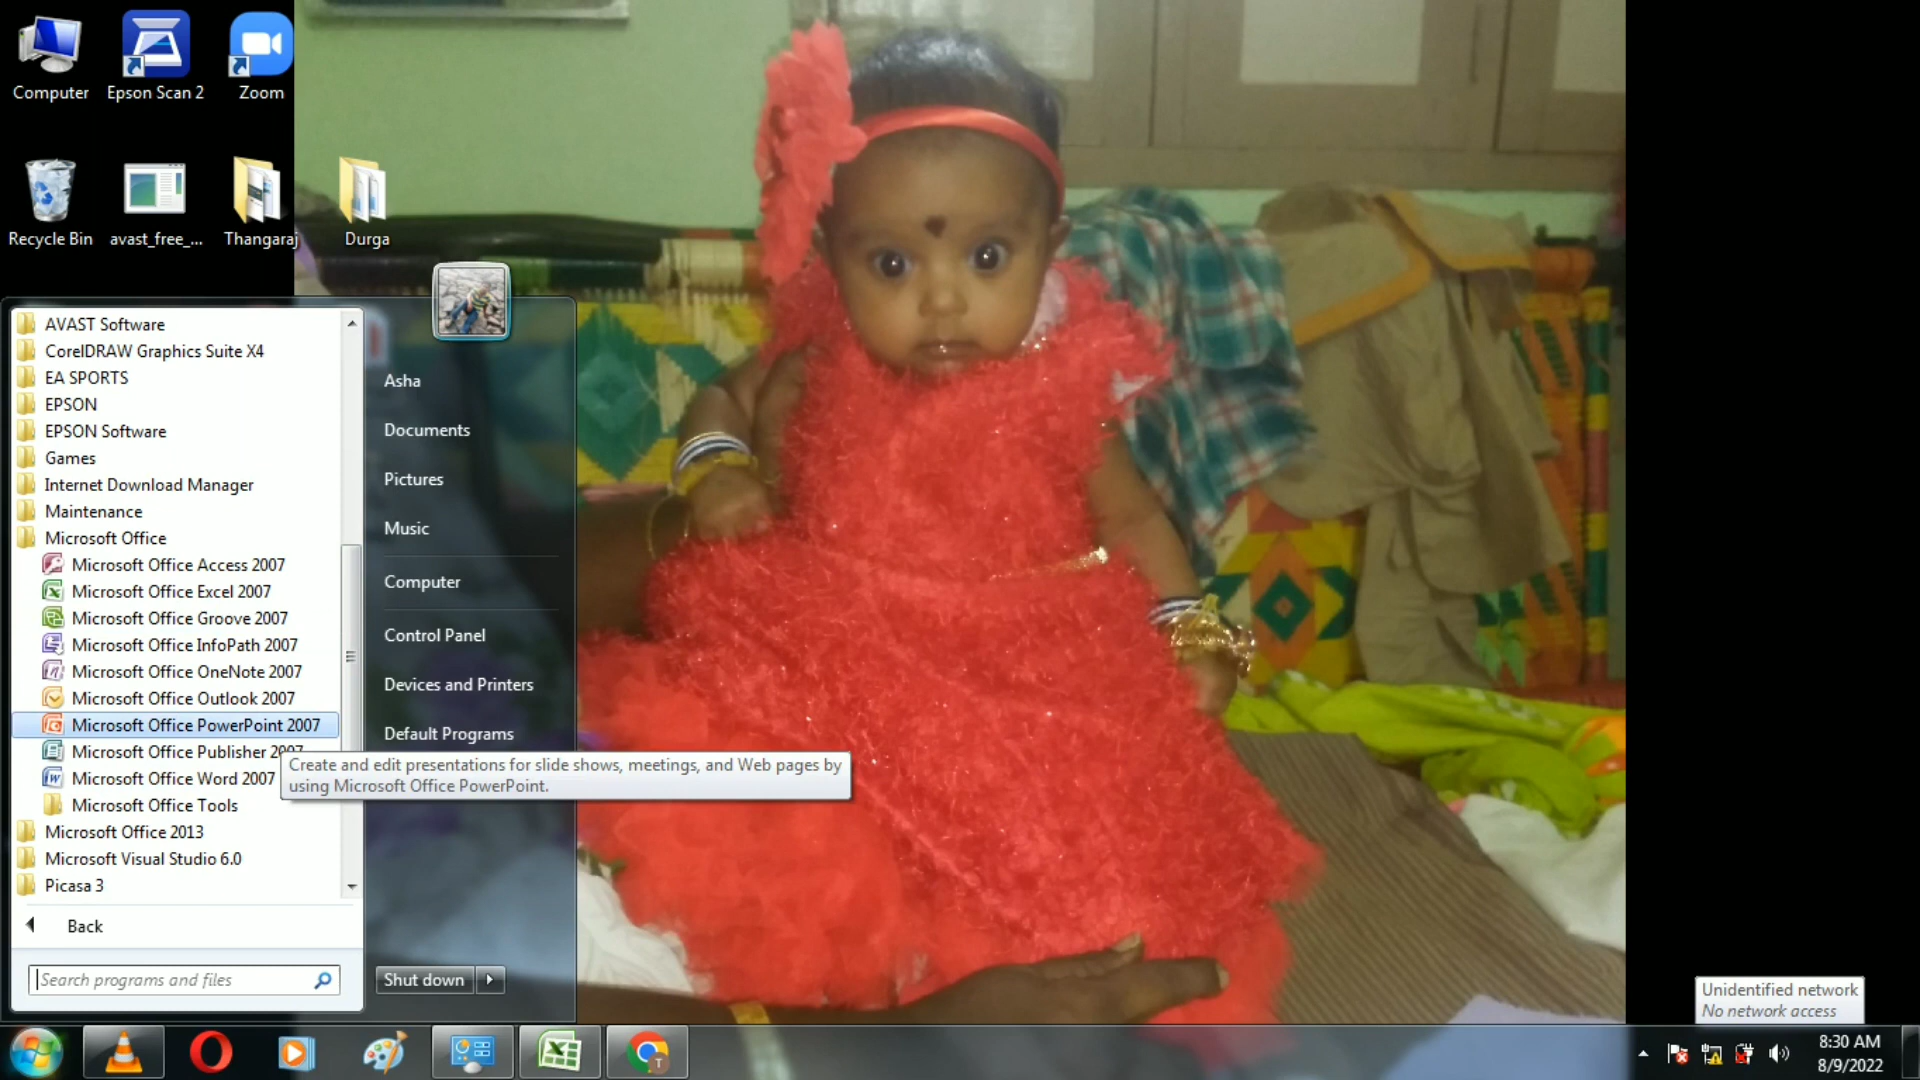 Computer
Epson Scan 2
Zoom
Recycle Bin
avast_free_...
Thangaraj
Durga
AVAST Software
CorelDRAW Graphics Suite X4
EA SPORTS
EPSON
EPSON Software
Games
Internet Download Manager
Maintenance
Microsoft Office
Microsoft Office Access 2007
Microsoft Office Excel 2007
Microsoft Office Groove 2007
Microsoft Office InfoPath 2007
Microsoft Office OneNote 2007
Microsoft Office Outlook 2007
Microsoft Office PowerPoint 2007
Microsoft Office Publisher 2007
Microsoft Office Word 2007
Microsoft Office Tools
Microsoft Office 2013
Microsoft Visual Studio 6.0
Picasa 3
Back
Search programs and files
Asha
Documents
Pictures
Music
Computer
Control Panel
Devices and Printers
Default Programs
Create and edit presentations for slide shows, meetings, and Web pages by
using Microsoft Office PowerPoint.
Shut down
Unidentified network
No network access
8:30 AM
8/9/2022